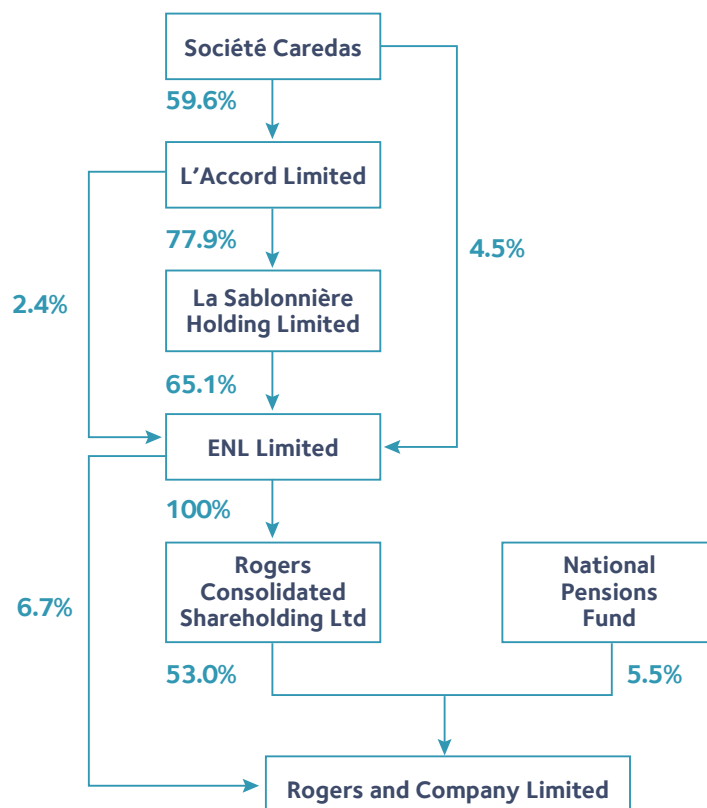 Société Caredas
59.6%
L'Accord Limited
77.9%
4.5%
2.4%
La Sablonnière
Holding Limited
65.1%
ENL Limited
100%
Rogers
Consolidated
Shareholding Ltd
National
Pensions
Fund
6.7%
53.0%
5.5%
Rogers and Company Limited